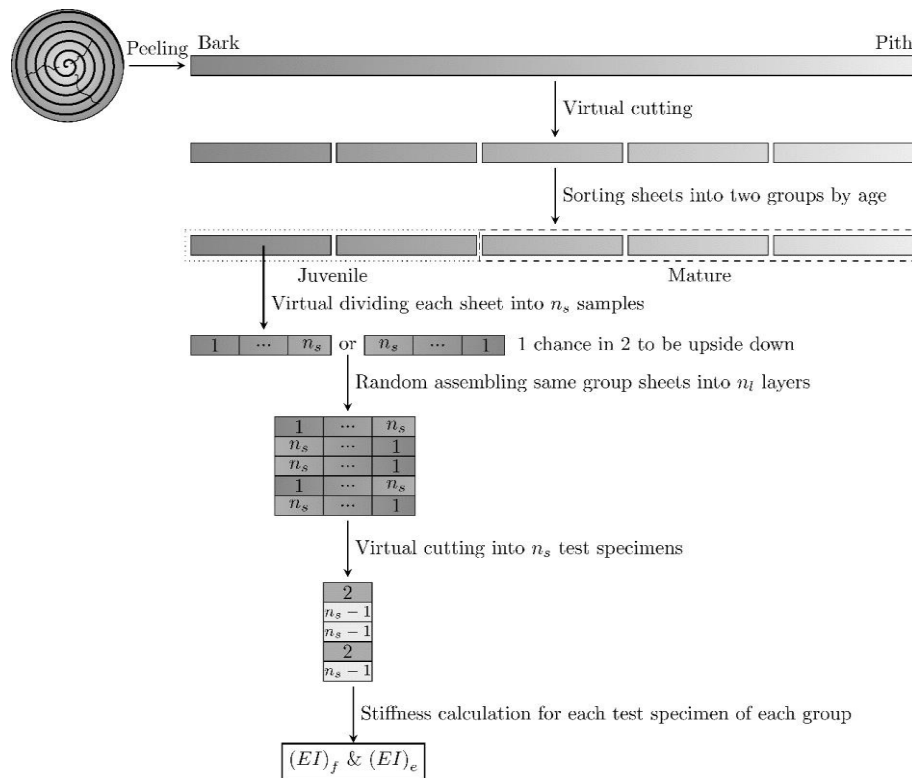 Peeling Bark Pith
Virtual cutting
Sorting sheets into two groups by age
Juvenile Mature
Virtual dividing each sheet into n_s samples
1 ... n_s or n_s ... 1 1 chance in 2 to be upside down
Random assembling same group sheets into n_l layers
1 ... n_s
n_s ... 1
n_s ... 1
1 ... n_s
n_s ... 1
Virtual cutting into n_s test specimens
2
n_s − 1
n_s − 1
2
n_s − 1
Stiffness calculation for each test specimen of each group
(EI)_f & (EI)_e